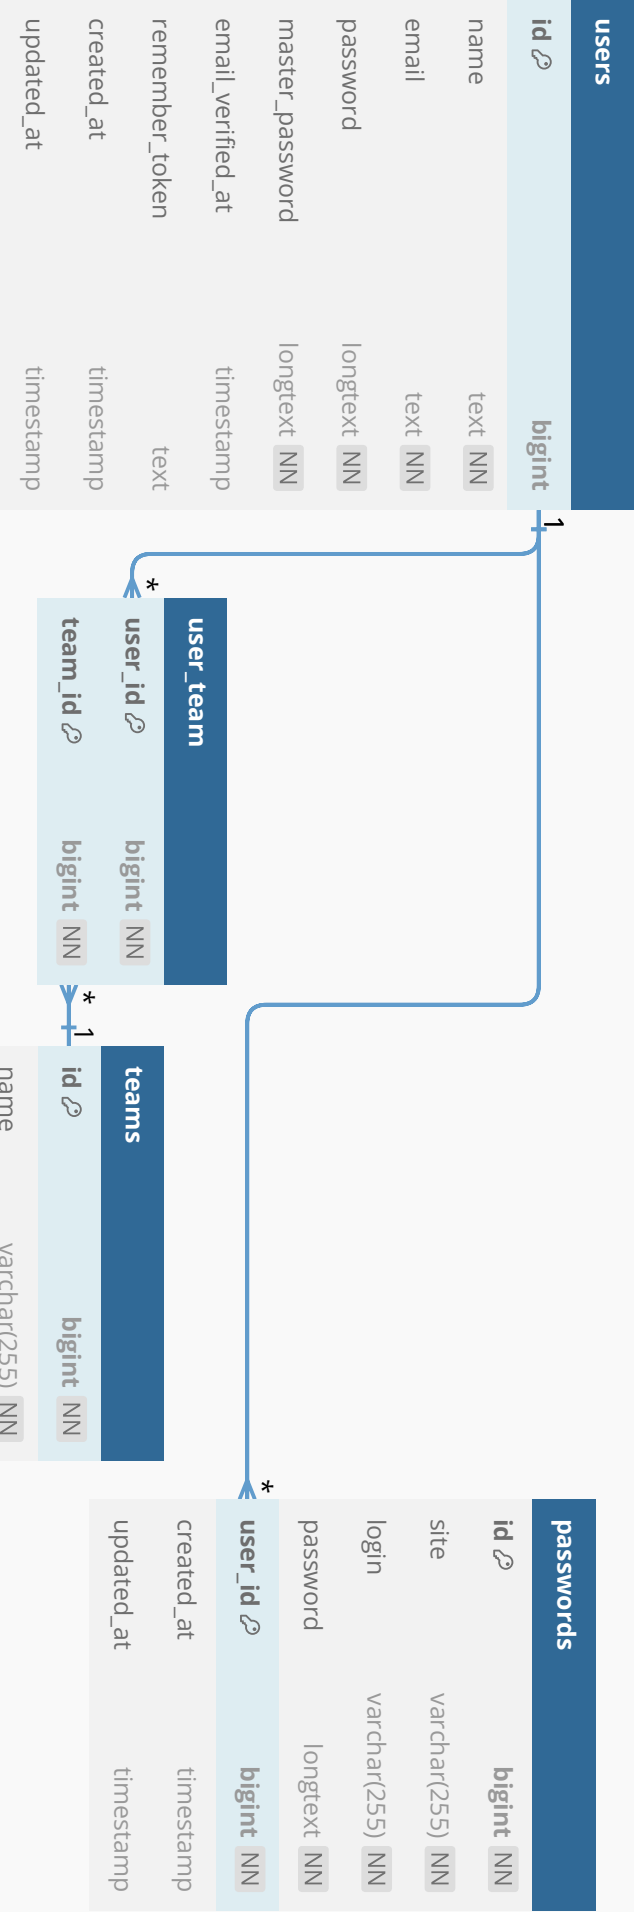 users
id bigint
name text NN
email text NN
password longtext NN
master_password longtext NN
email_verified_at timestamp
remember_token text
created_at timestamp
updated_at timestamp
1
*
user_team
user_id bigint NN
team_id bigint NN
*
1
teams
id bigint NN
name varchar(255) NN
*
passwords
id bigint NN
site varchar(255) NN
login varchar(255) NN
password longtext NN
user_id bigint NN
created_at timestamp
updated_at timestamp